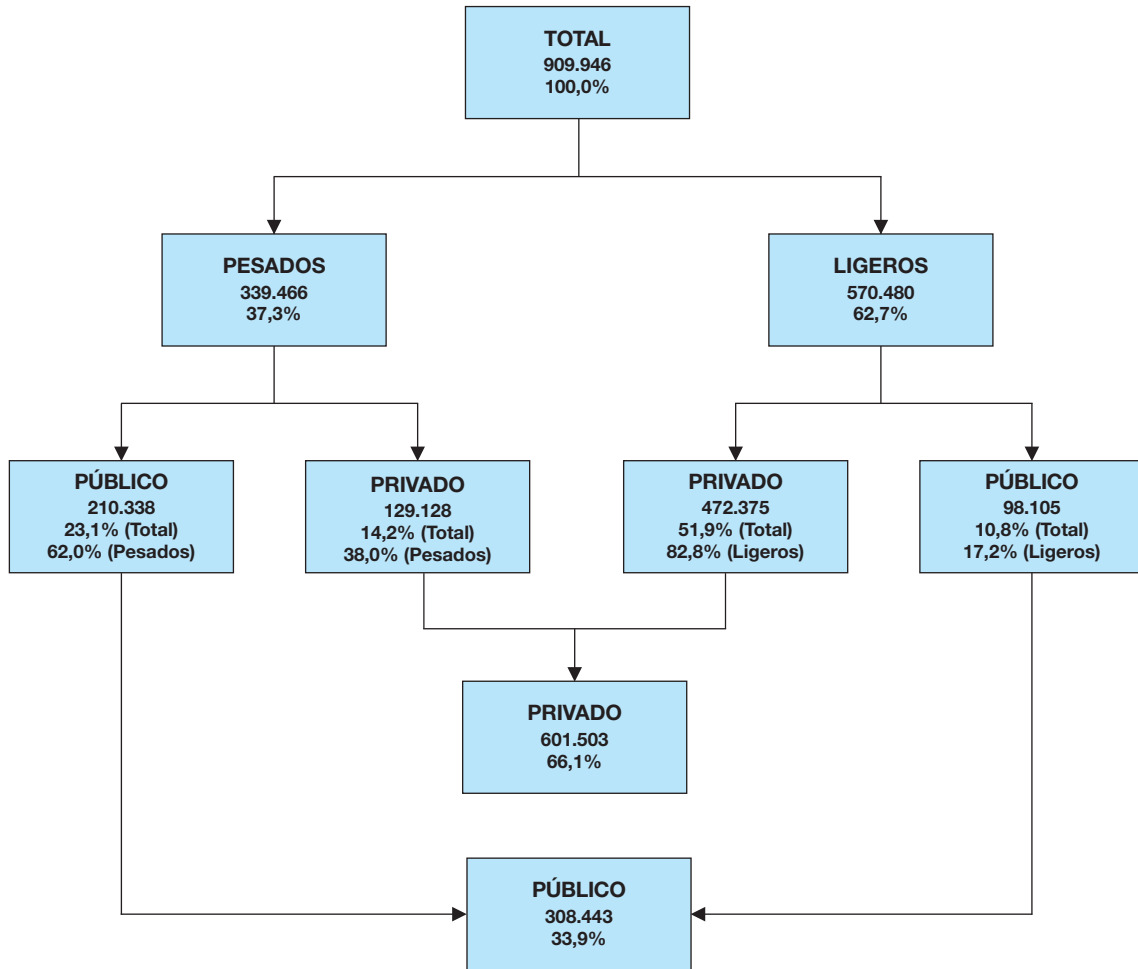 TOTAL
909.946
100,0%
PESADOS
339.466
37,3%
LIGEROS
570.480
62,7%
PÚBLICO
210.338
23,1% (Total)
62,0% (Pesados)
PRIVADO
129.128
14,2% (Total)
38,0% (Pesados)
PRIVADO
472.375
51,9% (Total)
82,8% (Ligeros)
PÚBLICO
98.105
10,8% (Total)
17,2% (Ligeros)
PRIVADO
601.503
66,1%
PÚBLICO
308.443
33,9%